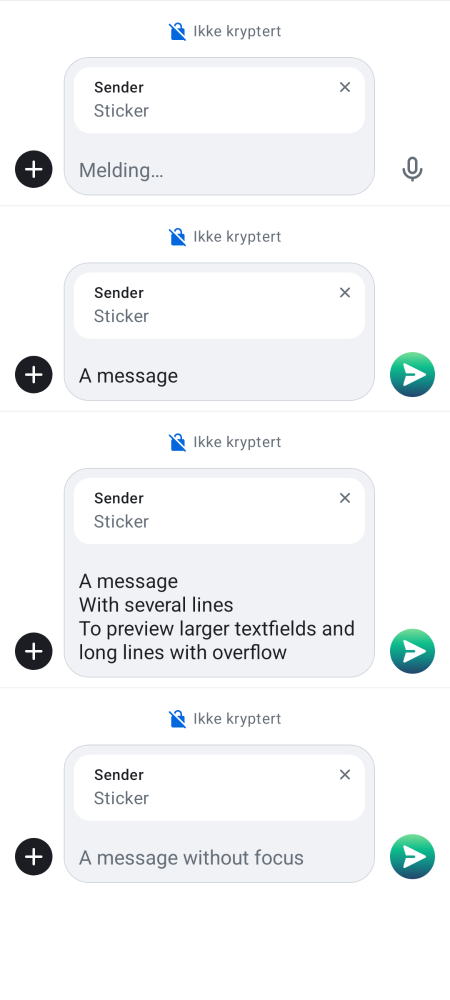 Ikke kryptert
Sender
Sticker
Melding…
Ikke kryptert
Sender
Sticker
A message
Ikke kryptert
Sender
Sticker
A message
With several lines
To preview larger textfields and
long lines with overflow
Ikke kryptert
Sender
Sticker
A message without focus